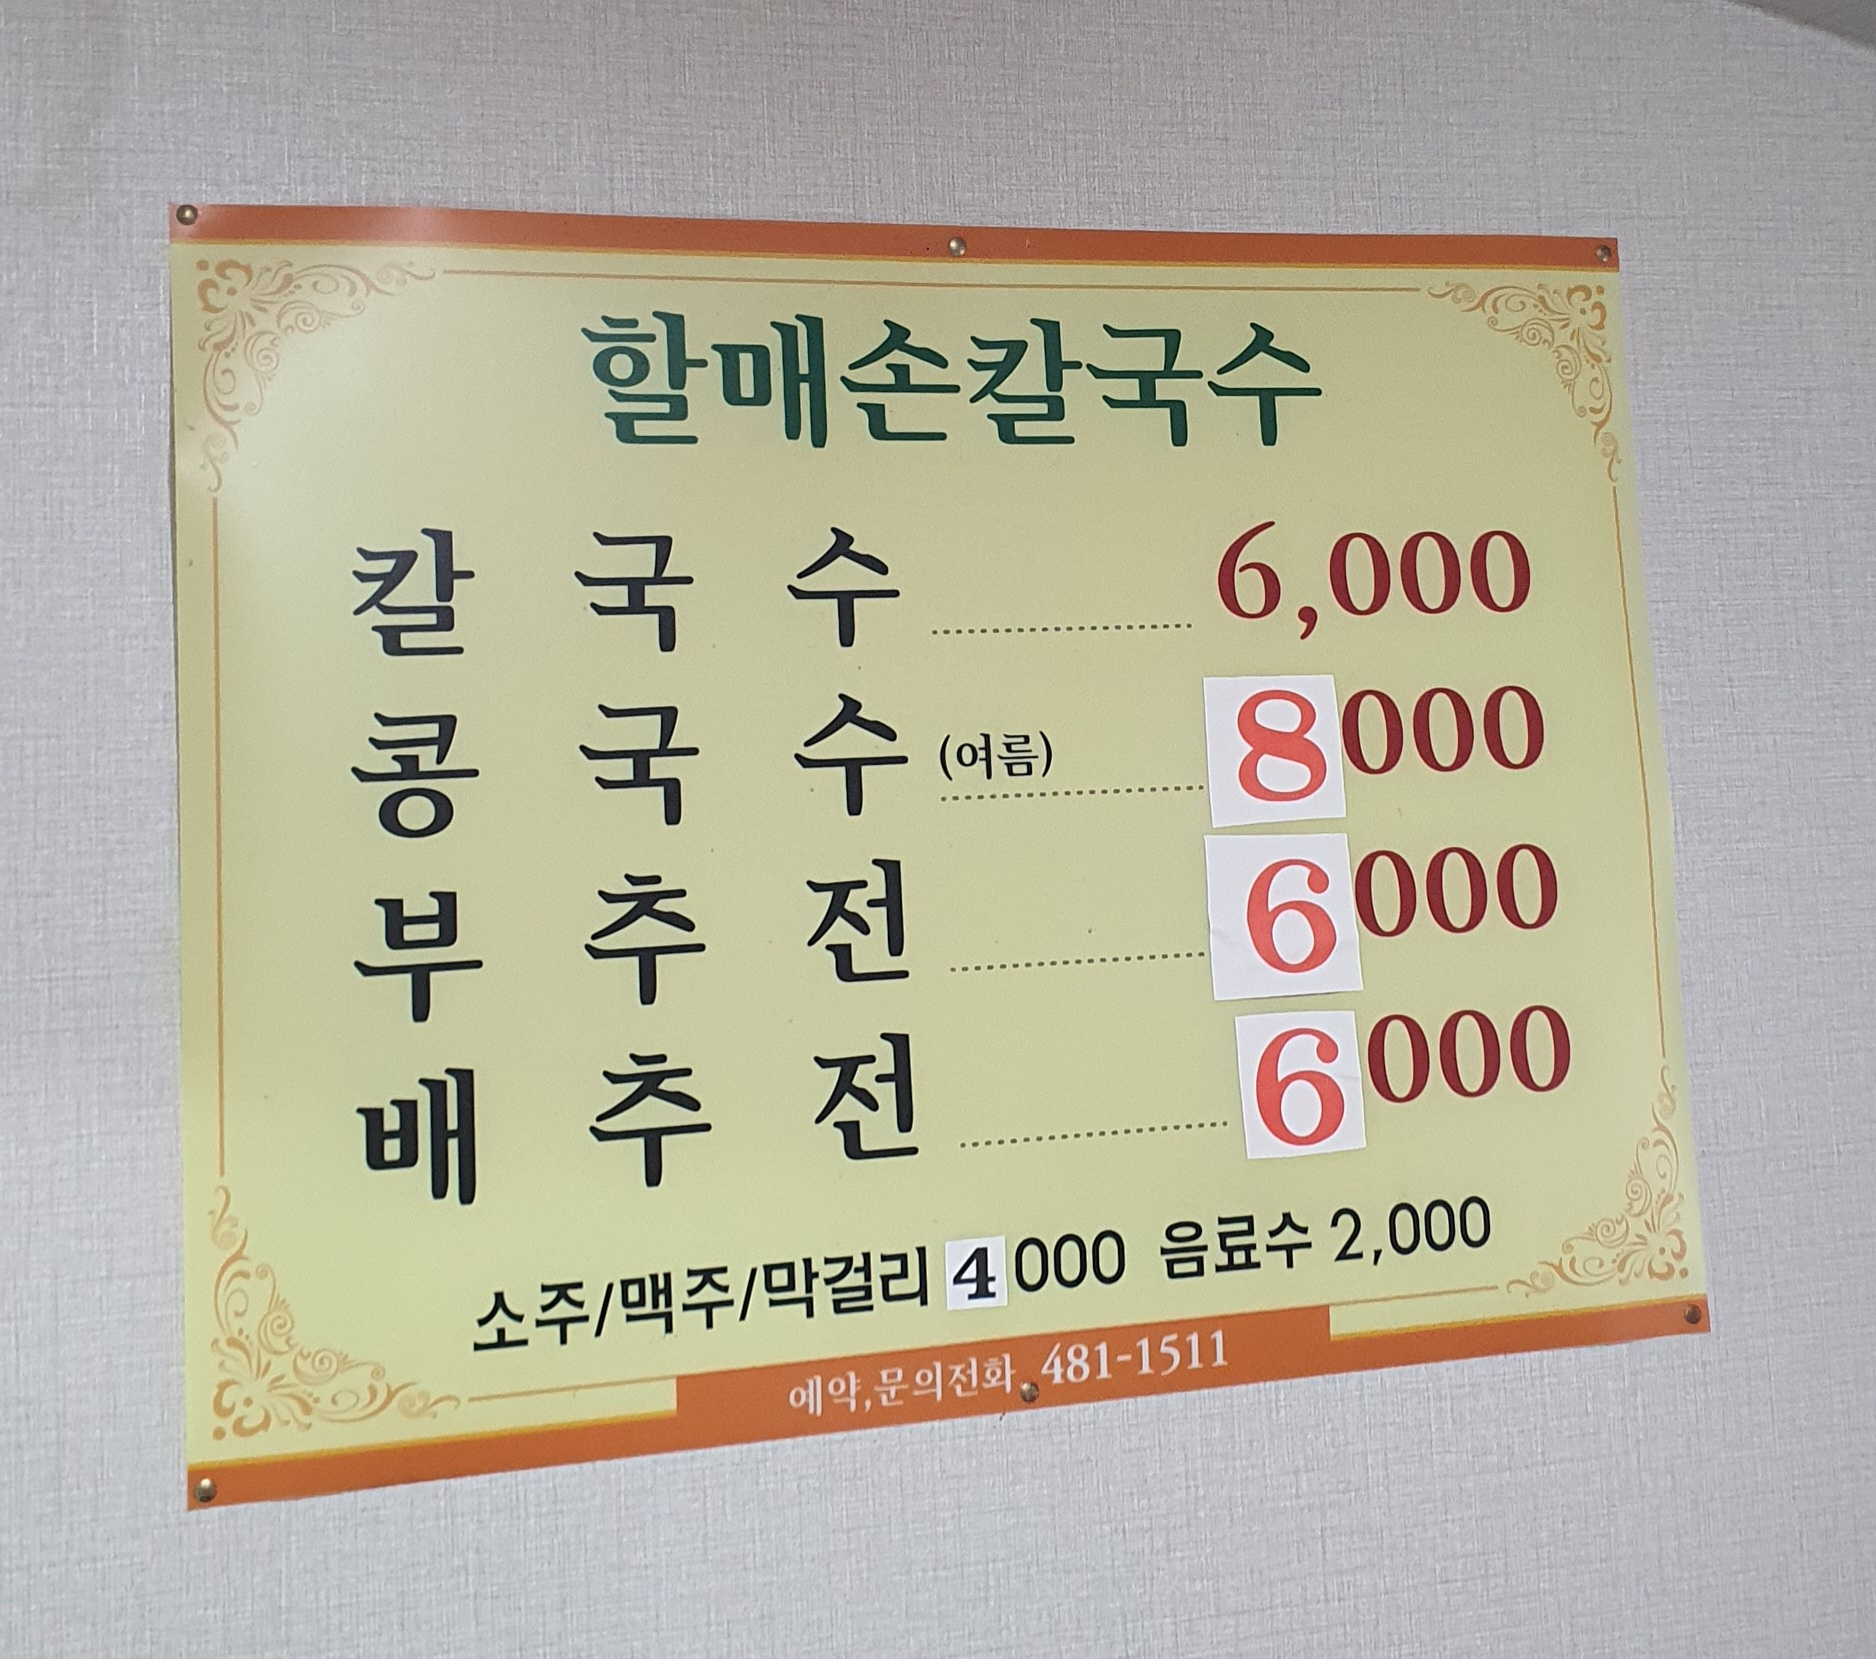 할매손칼국수
칼 국 수 6,000
콩 국 수 (여름) 8000
부 추 전 6000
배 추 전 6000
소주/맥주/막걸리 4000 음료수 2,000
예약,문의전화 481-1511